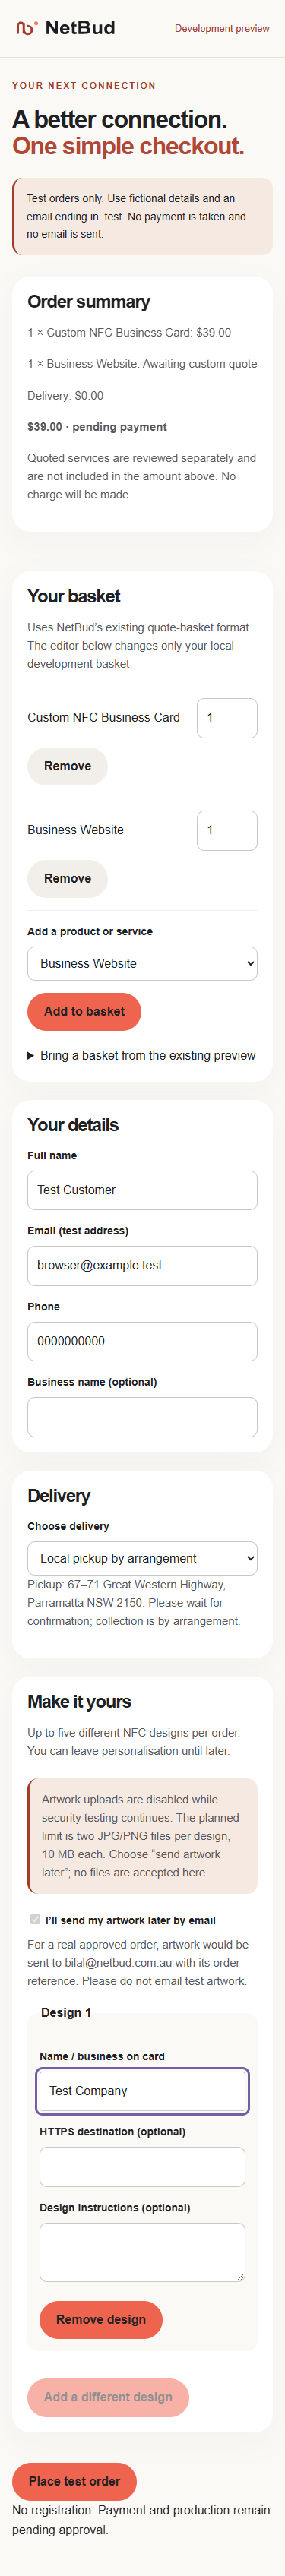 NetBud
Development preview
YOUR NEXT CONNECTION
A better connection.
One simple checkout.
Test orders only. Use fictional details and an
email ending in .test. No payment is taken and
no email is sent.
Order summary
1 × Custom NFC Business Card: $39.00
1 × Business Website: Awaiting custom quote
Delivery: $0.00
$39.00 · pending payment
Quoted services are reviewed separately and
are not included in the amount above. No
charge will be made.
Your basket
Uses NetBud's existing quote-basket format.
The editor below changes only your local
development basket.
Custom NFC Business Card
1
Remove
Business Website
1
Remove
Add a product or service
Business Website
Add to basket
Bring a basket from the existing preview
Your details
Full name
Test Customer
Email (test address)
browser@example.test
Phone
0000000000
Business name (optional)
Delivery
Choose delivery
Local pickup by arrangement
Pickup: 67–71 Great Western Highway,
Parramatta NSW 2150. Please wait for
confirmation; collection is by arrangement.
Make it yours
Up to five different NFC designs per order.
You can leave personalisation until later.
Artwork uploads are disabled while
security testing continues. The planned
limit is two JPG/PNG files per design,
10 MB each. Choose “send artwork
later”; no files are accepted here.
I'll send my artwork later by email
For a real approved order, artwork would be
sent to bilal@netbud.com.au with its order
reference. Please do not email test artwork.
Design 1
Name / business on card
Test Company
HTTPS destination (optional)
Design instructions (optional)
Remove design
Add a different design
Place test order
No registration. Payment and production remain
pending approval.